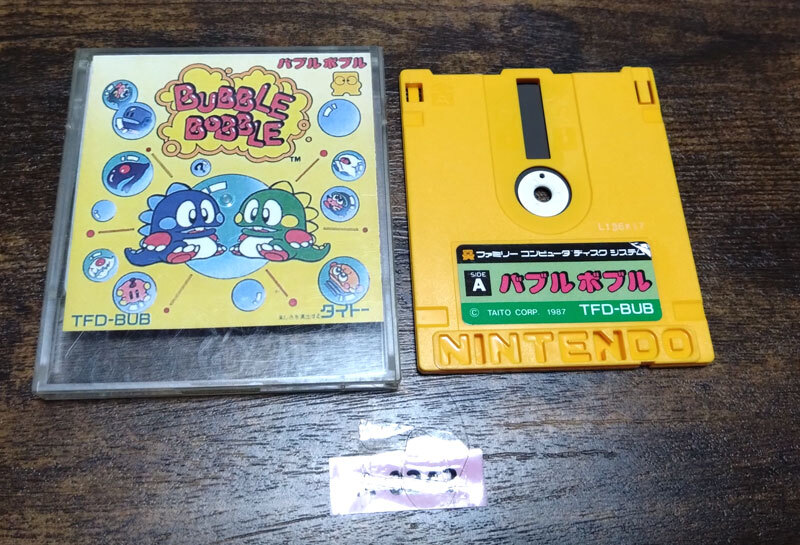 バブルボブル
BUBBLE
BOBBLE
TM
TFD-BUB
タイトー
ファミリー コンピュータ ディスク システム
SIDE
A
バブルボブル
© TAITO CORP. 1987 TFD-BUB
NINTENDO